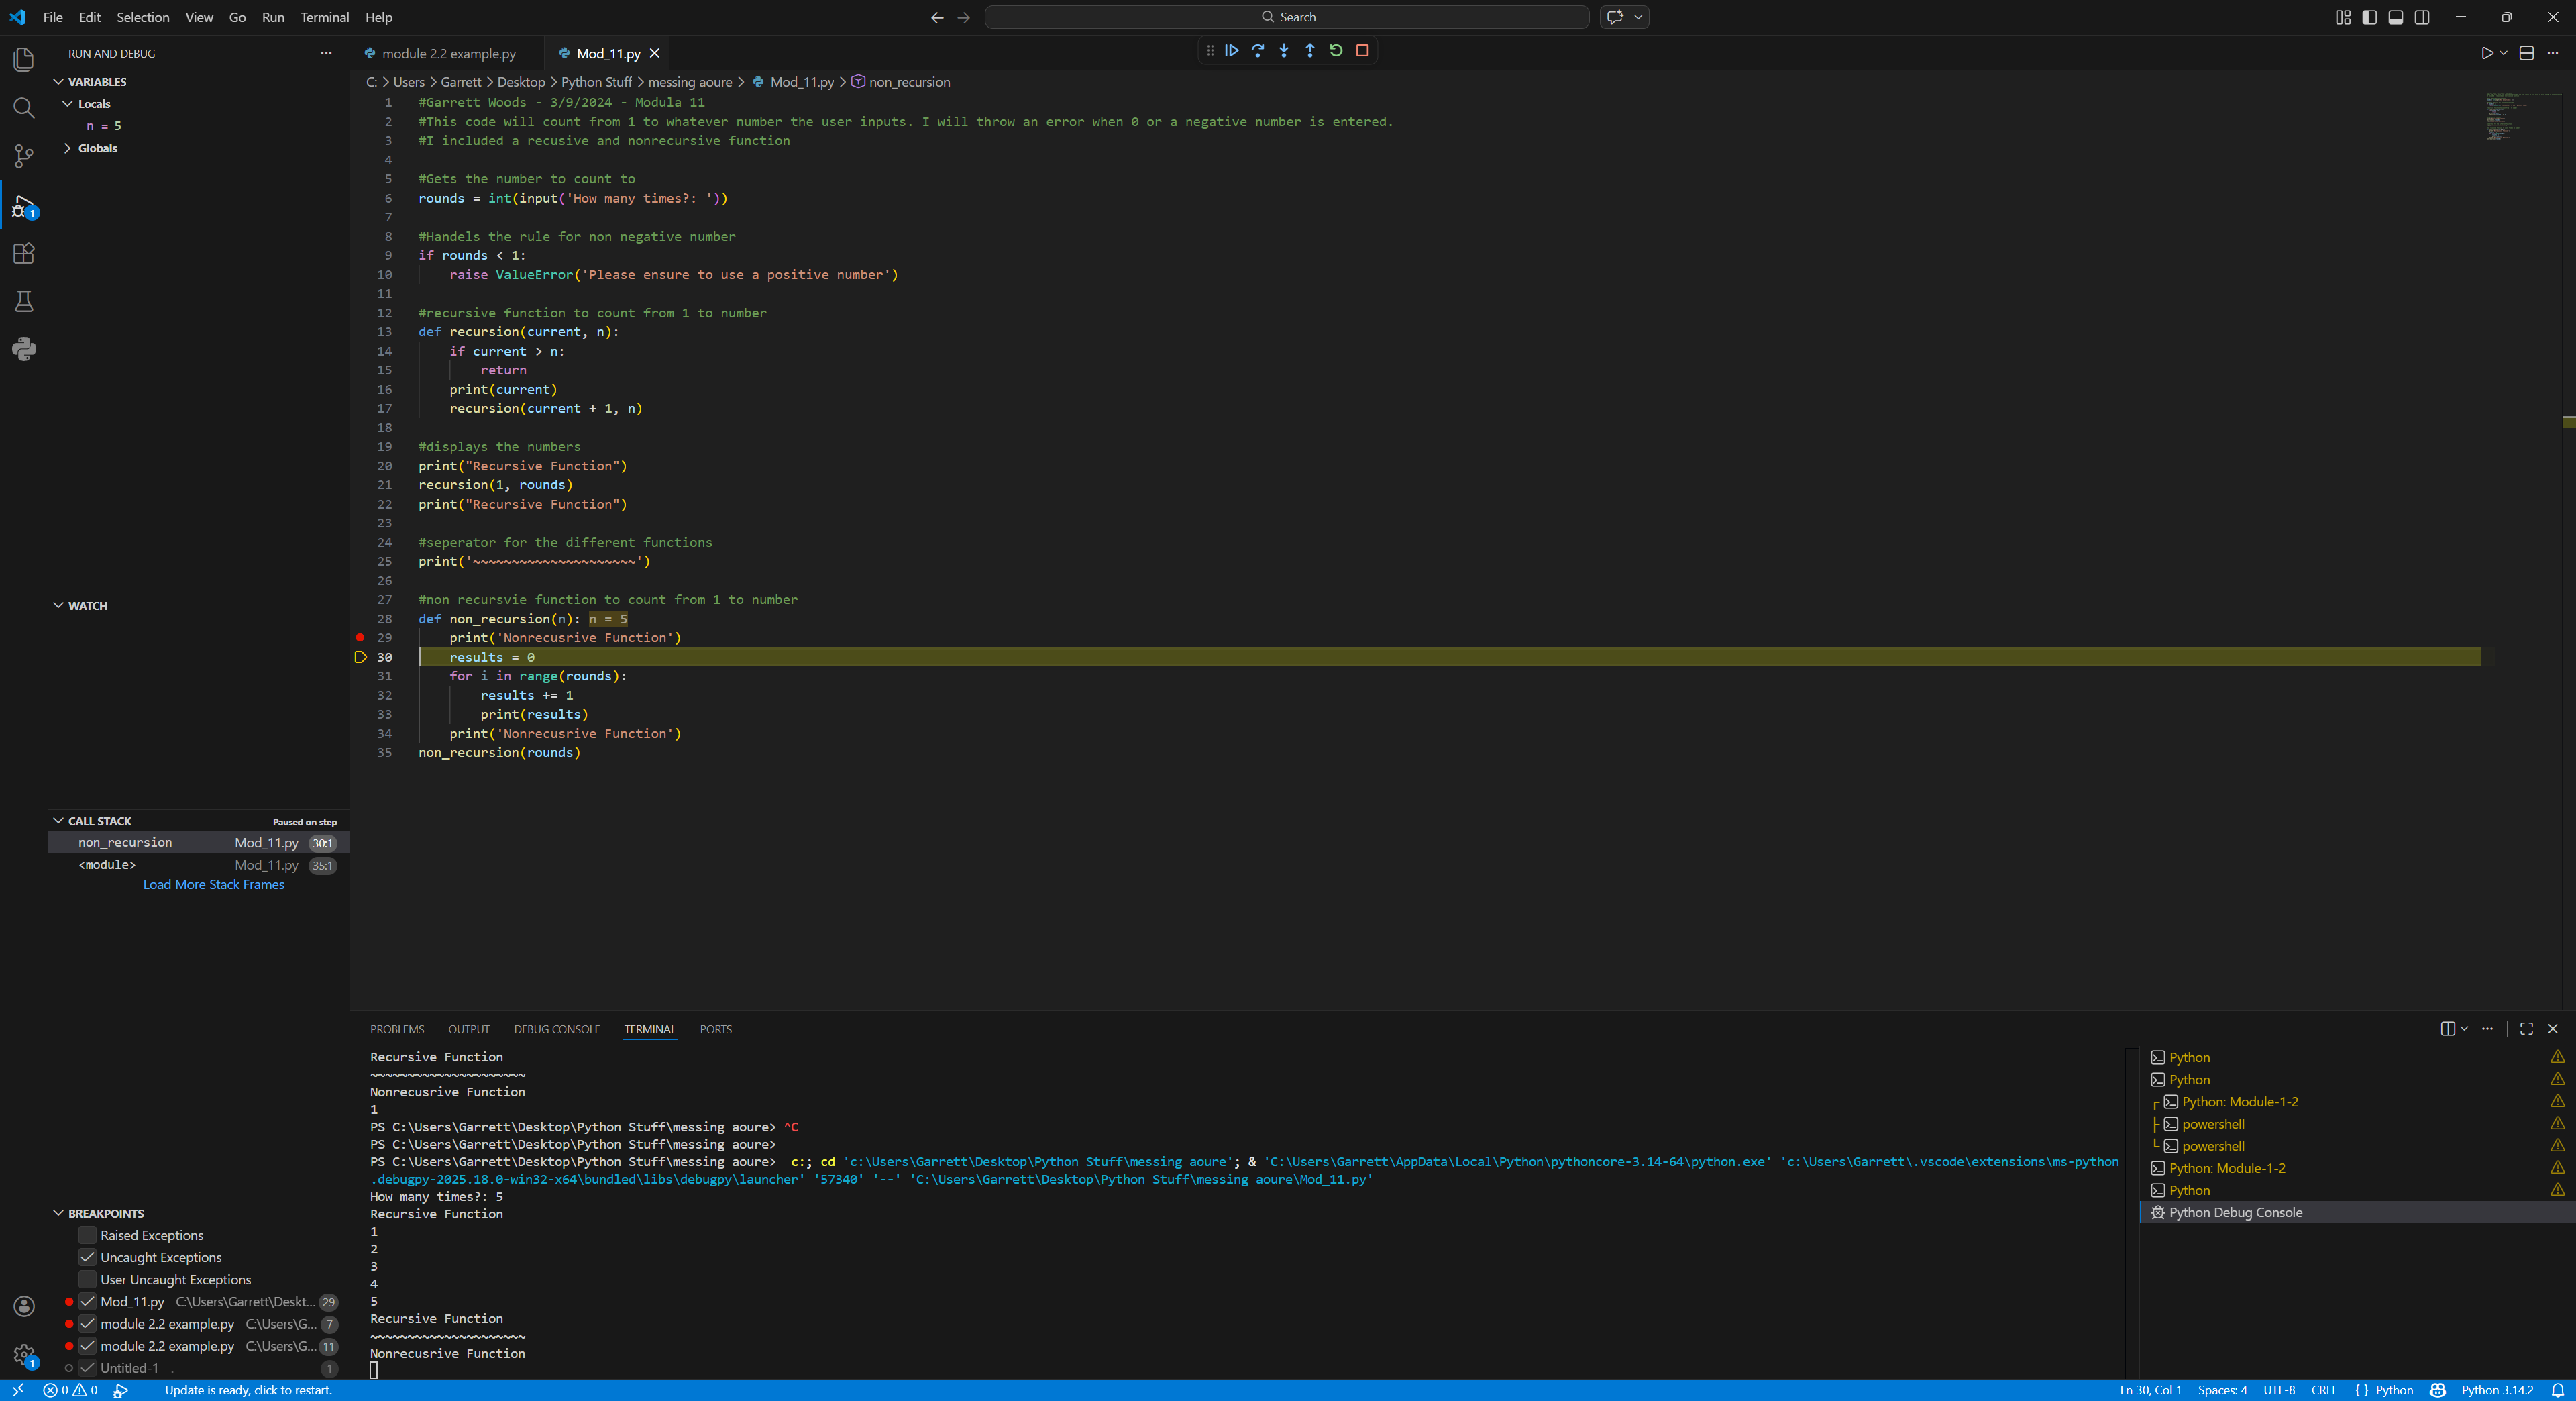 File Edit Selection View Go Run Terminal Help
Search
RUN AND DEBUG
VARIABLES
Locals
n = 5
Globals
WATCH
CALL STACK Paused on step
non_recursion Mod_11.py 30:1
<module> Mod_11.py 35:1
Load More Stack Frames
BREAKPOINTS
Raised Exceptions
Uncaught Exceptions
User Uncaught Exceptions
Mod_11.py C:\Users\Garrett\Deskt... 29
module 2.2 example.py C:\Users\G... 7
module 2.2 example.py C:\Users\G... 11
Untitled-1 . 1
module 2.2 example.py Mod_11.py
C: > Users > Garrett > Desktop > Python Stuff > messing aoure > Mod_11.py > non_recursion
1 #Garrett Woods - 3/9/2024 - Modula 11
2 #This code will count from 1 to whatever number the user inputs. I will throw an error when 0 or a negative number is entered.
3 #I included a recusive and nonrecursive function
4
5 #Gets the number to count to
6 rounds = int(input('How many times?: '))
7
8 #Handels the rule for non negative number
9 if rounds < 1:
10 raise ValueError('Please ensure to use a positive number')
11
12 #recursive function to count from 1 to number
13 def recursion(current, n):
14 if current > n:
15 return
16 print(current)
17 recursion(current + 1, n)
18
19 #displays the numbers
20 print("Recursive Function")
21 recursion(1, rounds)
22 print("Recursive Function")
23
24 #seperator for the different functions
25 print('~~~~~~~~~~~~~~~~~~~~~')
26
27 #non recursvie function to count from 1 to number
28 def non_recursion(n): n = 5
29 print('Nonrecusrive Function')
30 results = 0
31 for i in range(rounds):
32 results += 1
33 print(results)
34 print('Nonrecusrive Function')
35 non_recursion(rounds)
PROBLEMS OUTPUT DEBUG CONSOLE TERMINAL PORTS
Recursive Function
~~~~~~~~~~~~~~~~~~~~~
Nonrecusrive Function
1
PS C:\Users\Garrett\Desktop\Python Stuff\messing aoure> ^C
PS C:\Users\Garrett\Desktop\Python Stuff\messing aoure>
PS C:\Users\Garrett\Desktop\Python Stuff\messing aoure> c:; cd 'c:\Users\Garrett\Desktop\Python Stuff\messing aoure'; & 'C:\Users\Garrett\AppData\Local\Python\pythoncore-3.14-64\python.exe' 'c:\Users\Garrett\.vscode\extensions\ms-python
.debugpy-2025.18.0-win32-x64\bundled\libs\debugpy\launcher' '57340' '--' 'C:\Users\Garrett\Desktop\Python Stuff\messing aoure\Mod_11.py'
How many times?: 5
Recursive Function
1
2
3
4
5
Recursive Function
~~~~~~~~~~~~~~~~~~~~~
Nonrecusrive Function
Python
Python
Python: Module-1-2
powershell
powershell
Python: Module-1-2
Python
Python Debug Console
1
1
0 0 Update is ready, click to restart. Ln 30, Col 1 Spaces: 4 UTF-8 CRLF { } Python Python 3.14.2